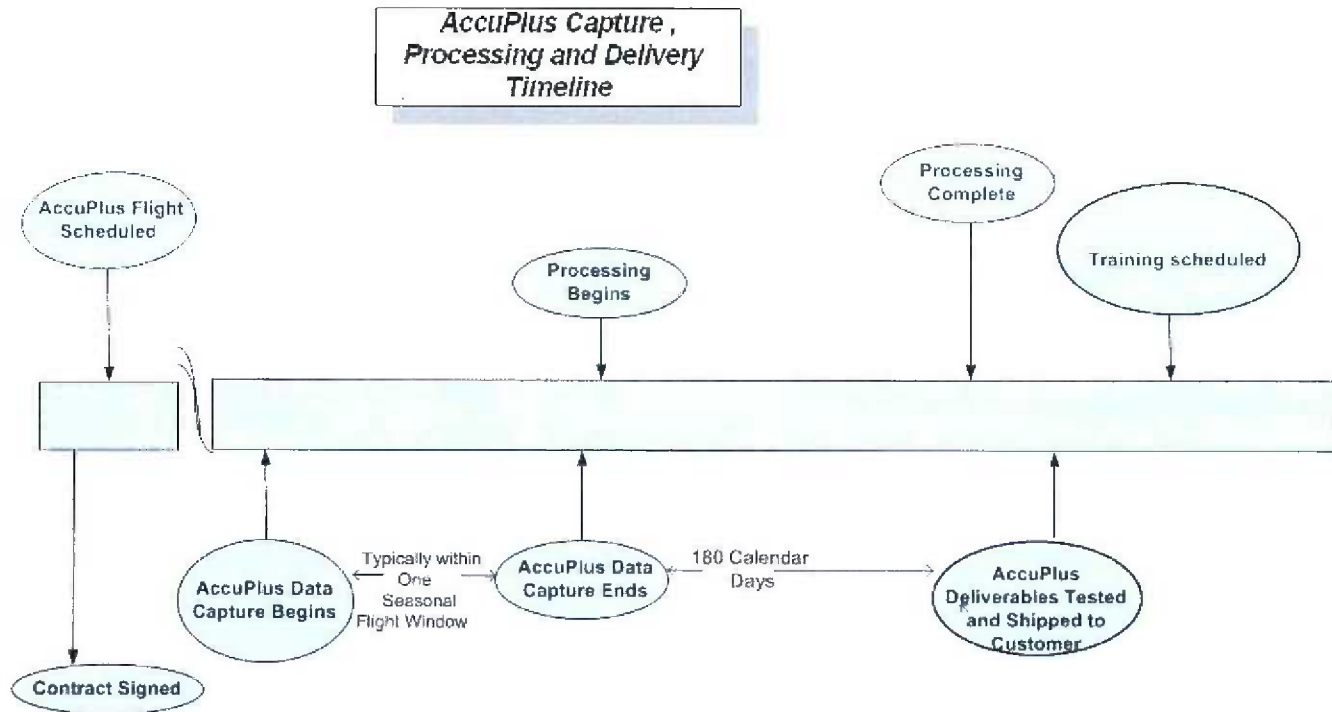 AccuPlus Capture ,
Processing and Delivery
Timeline
AccuPlus Flight
Scheduled
Processing
Begins
Processing
Complete
Training scheduled
AccuPlus Data
Capture Begins
Typically within
One
Seasonal
Flight Window
AccuPlus Data
Capture Ends
180 Calendar
Days
AccuPlus
Deliverables Tested
and Shipped to
Customer
Contract Signed